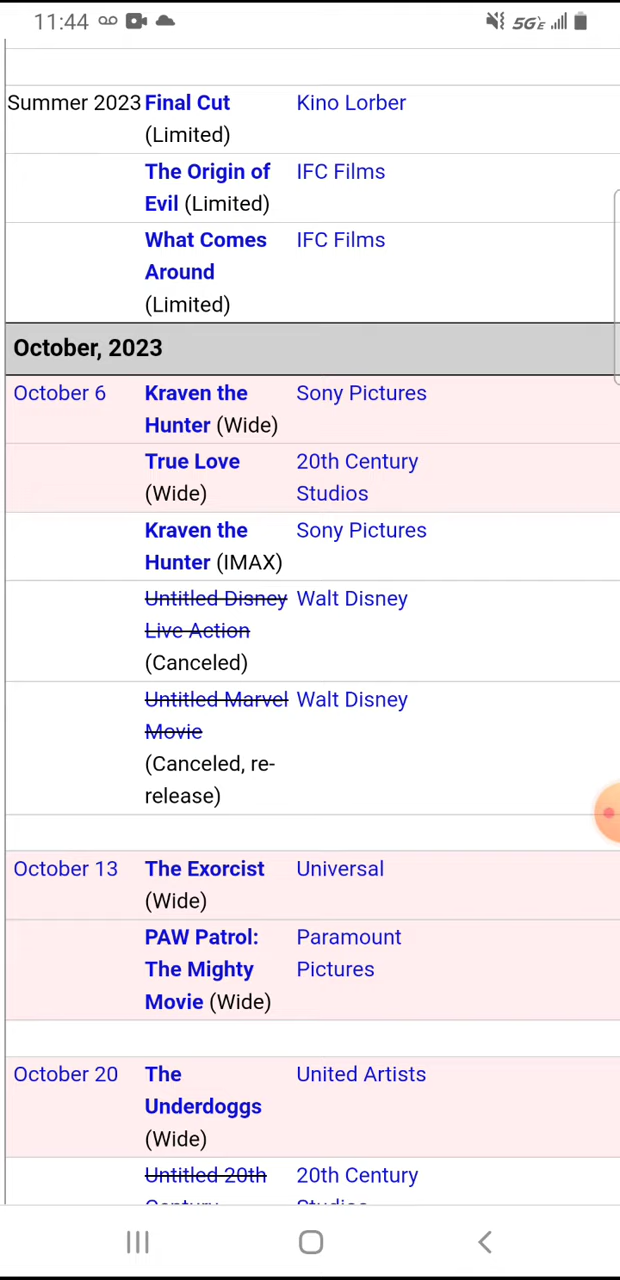 11:44
5GE
Summer 2023 Final Cut Kino Lorber
(Limited)
The Origin of IFC Films
Evil (Limited)
What Comes IFC Films
Around
(Limited)
October, 2023
October 6 Kraven the Sony Pictures
Hunter (Wide)
True Love 20th Century
(Wide) Studios
Kraven the Sony Pictures
Hunter (IMAX)
Untitled Disney Walt Disney
Live Action
(Canceled)
Untitled Marvel Walt Disney
Movie
(Canceled, re-
release)
October 13 The Exorcist Universal
(Wide)
PAW Patrol: Paramount
The Mighty Pictures
Movie (Wide)
October 20 The United Artists
Underdoggs
(Wide)
Untitled 20th 20th Century
Century Studios